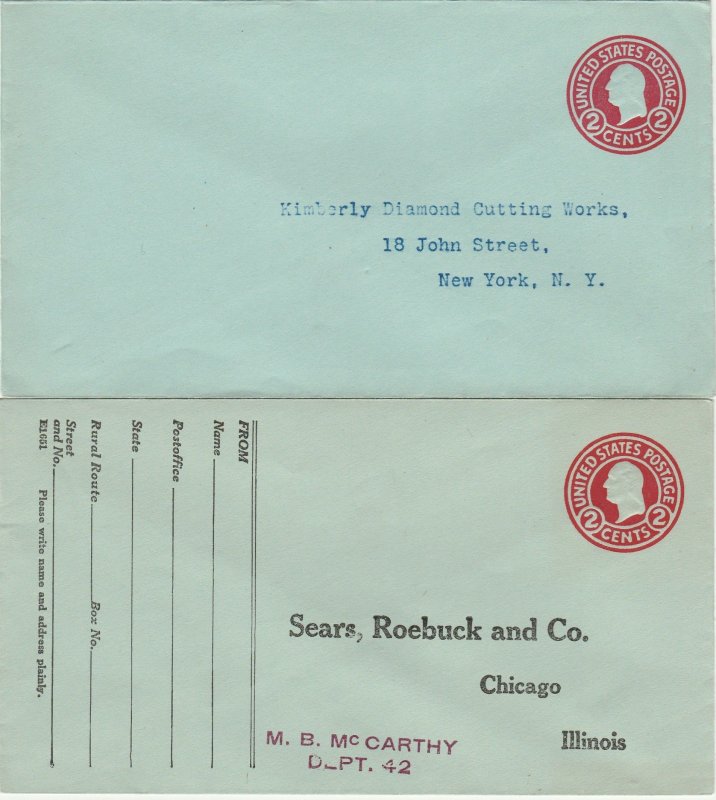 UNITED STATES POSTAGE
2 CENTS 2
Kimberly Diamond Cutting Works,
18 John Street,
New York, N. Y.
UNITED STATES POSTAGE
2 CENTS 2
FROM
Name
Postoffice
State
Rural Route Box No.
Street
and No.
E1651 Please write name and address plainly.
Sears, Roebuck and Co.
Chicago
Illinois
M. B. McCARTHY
DEPT. 42